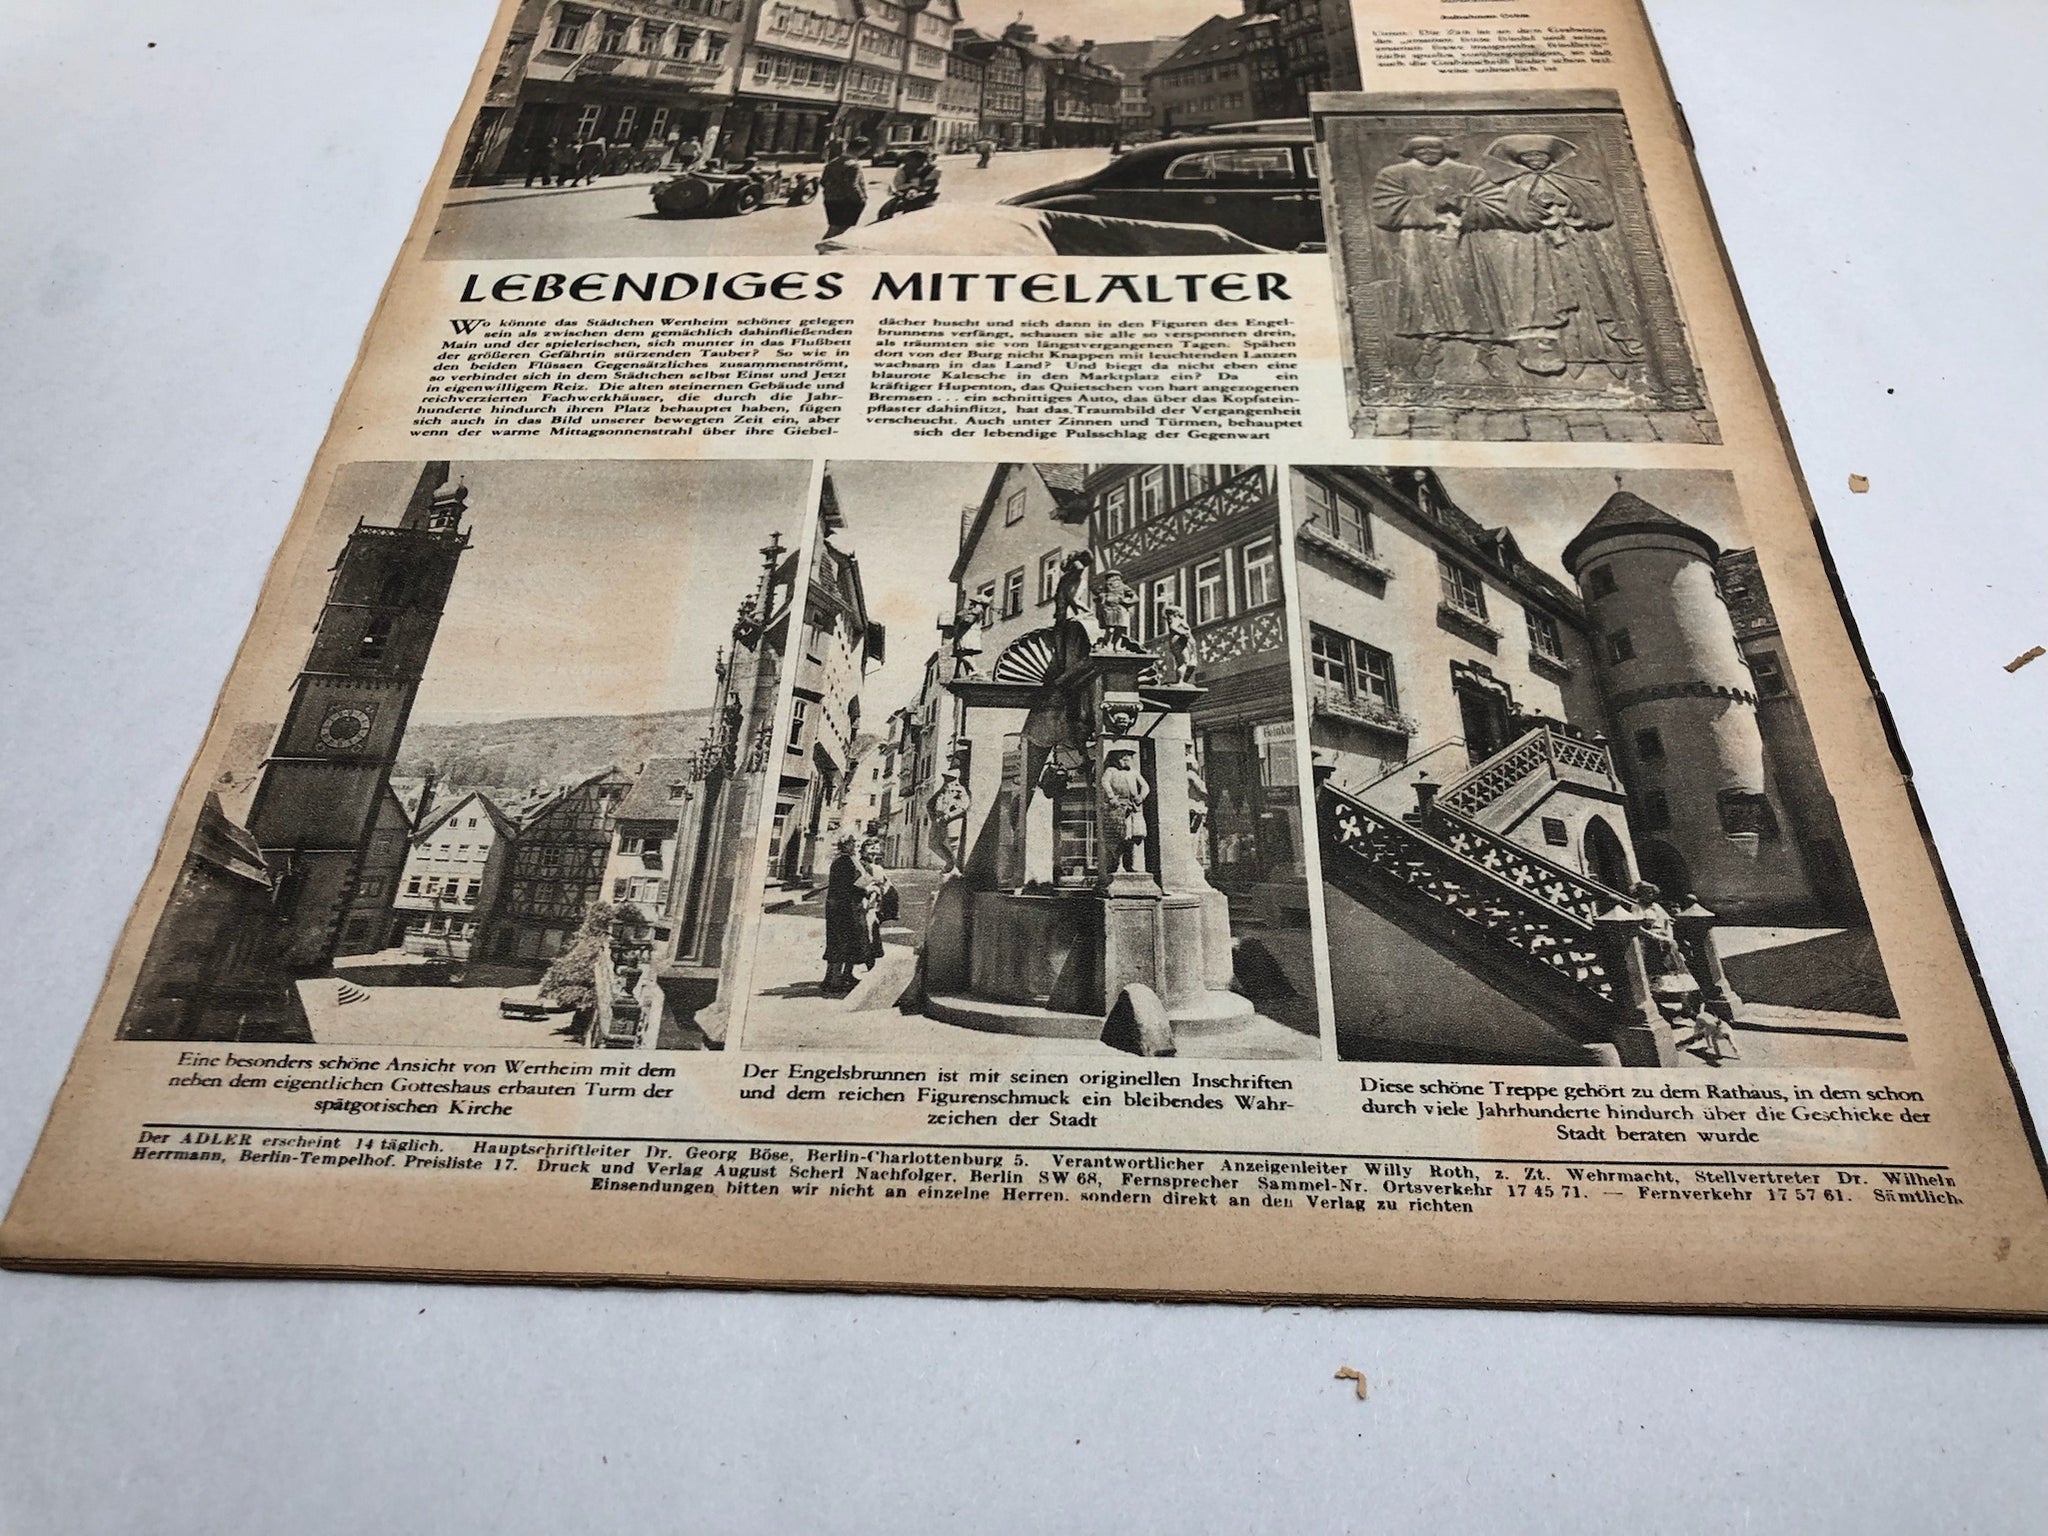 Aufnahmen Cohn
auch die Grabinschrift leider schon teil-
weise unleserlich ist
LEBENDIGES MITTELALTER
Wo könnte das Städtchen Wertheim schöner gelegen
sein als zwischen dem gemächlich dahinfließenden
Main und der spielerischen, sich munter in das Flußbett
der größeren Gefährtin stürzenden Tauber? So wie in
den beiden Flüssen Gegensätzliches zusammenströmt,
so verbindet sich in dem Städtchen selbst Einst und Jetzt
in eigenwilligem Reiz. Die alten steinernen Gebäude und
reichverzierten Fachwerkhäuser, die durch die Jahr-
hunderte hindurch ihren Platz behauptet haben, fügen
sich auch in das Bild unserer bewegten Zeit ein, aber
wenn der warme Mittagsonnenstrahl über ihre Giebel-
dächer huscht und sich dann in den Figuren des Engel-
brunnens verfängt, schauen sie alle so versponnen drein,
als träumten sie von längstvergangenen Tagen. Spähen
dort von der Burg nicht Knappen mit leuchtenden Lanzen
wachsam in das Land? Und biegt da nicht eben eine
blaurote Kalesche in den Marktplatz ein? Da ein
kräftiger Hupenton, das Quietschen von hart angezogenen
Bremsen ... ein schnittiges Auto, das über das Kopfstein-
pflaster dahinflitzt, hat das Traumbild der Vergangenheit
verscheucht. Auch unter Zinnen und Türmen, behauptet
sich der lebendige Pulsschlag der Gegenwart
Feinkos
Eine besonders schöne Ansicht von Wertheim mit dem
neben dem eigentlichen Gotteshaus erbauten Turm der
spätgotischen Kirche
Der Engelsbrunnen ist mit seinen originellen Inschriften
und dem reichen Figurenschmuck ein bleibendes Wahr-
zeichen der Stadt
Diese schöne Treppe gehört zu dem Rathaus, in dem schon
durch viele Jahrhunderte hindurch über die Geschicke der
Stadt beraten wurde
Der ADLER erscheint 14 täglich. Hauptschriftleiter Dr. Georg Böse, Berlin-Charlottenburg 5. Verantwortlicher Anzeigenleiter Willy Roth, z. Zt. Wehrmacht, Stellvertreter Dr. Wilhelm
Herrmann, Berlin-Tempelhof. Preisliste 17. Druck und Verlag August Scherl Nachfolger, Berlin SW 68, Fernsprecher Sammel-Nr. Ortsverkehr 17 45 71. — Fernverkehr 17 57 61. Sämtliche
Einsendungen bitten wir nicht an einzelne Herren, sondern direkt an den Verlag zu richten